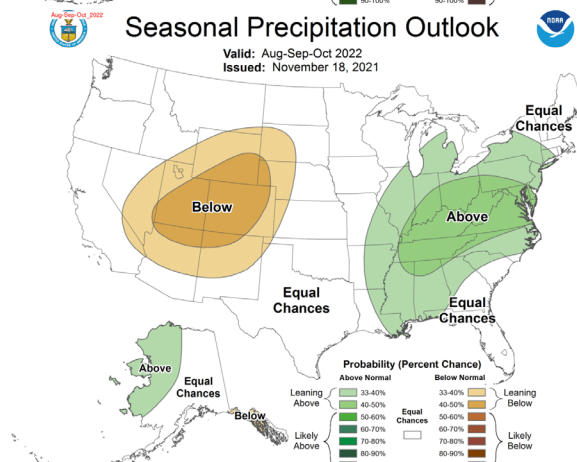 90-100%
90-100%
Aug-Sep-Oct_2022
Seasonal Precipitation Outlook
NOAA
Valid: Aug-Sep-Oct 2022
Issued: November 18, 2021
Equal
Chances
Below
Above
Equal
Chances
Equal
Chances
Above
Equal
Chances
Below
Probability (Percent Chance)
Above Normal
Below Normal
Leaning
Above
33-40%
40-50%
50-60%
60-70%
70-80%
80-90%
Likely
Above
Equal
Chances
33-40%
40-50%
50-60%
60-70%
70-80%
80-90%
Leaning
Below
Likely
Below